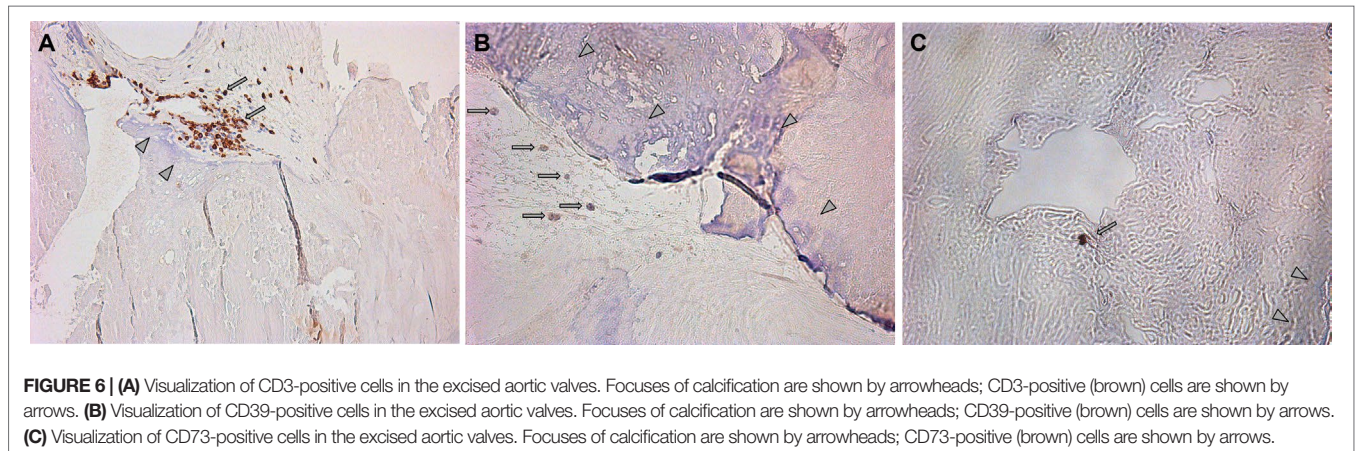 A B C
FIGURE 6 | (A) Visualization of CD3-positive cells in the excised aortic valves. Focuses of calcification are shown by arrowheads; CD3-positive (brown) cells are shown by
arrows. (B) Visualization of CD39-positive cells in the excised aortic valves. Focuses of calcification are shown by arrowheads; CD39-positive (brown) cells are shown by arrows.
(C) Visualization of CD73-positive cells in the excised aortic valves. Focuses of calcification are shown by arrowheads; CD73-positive (brown) cells are shown by arrows.